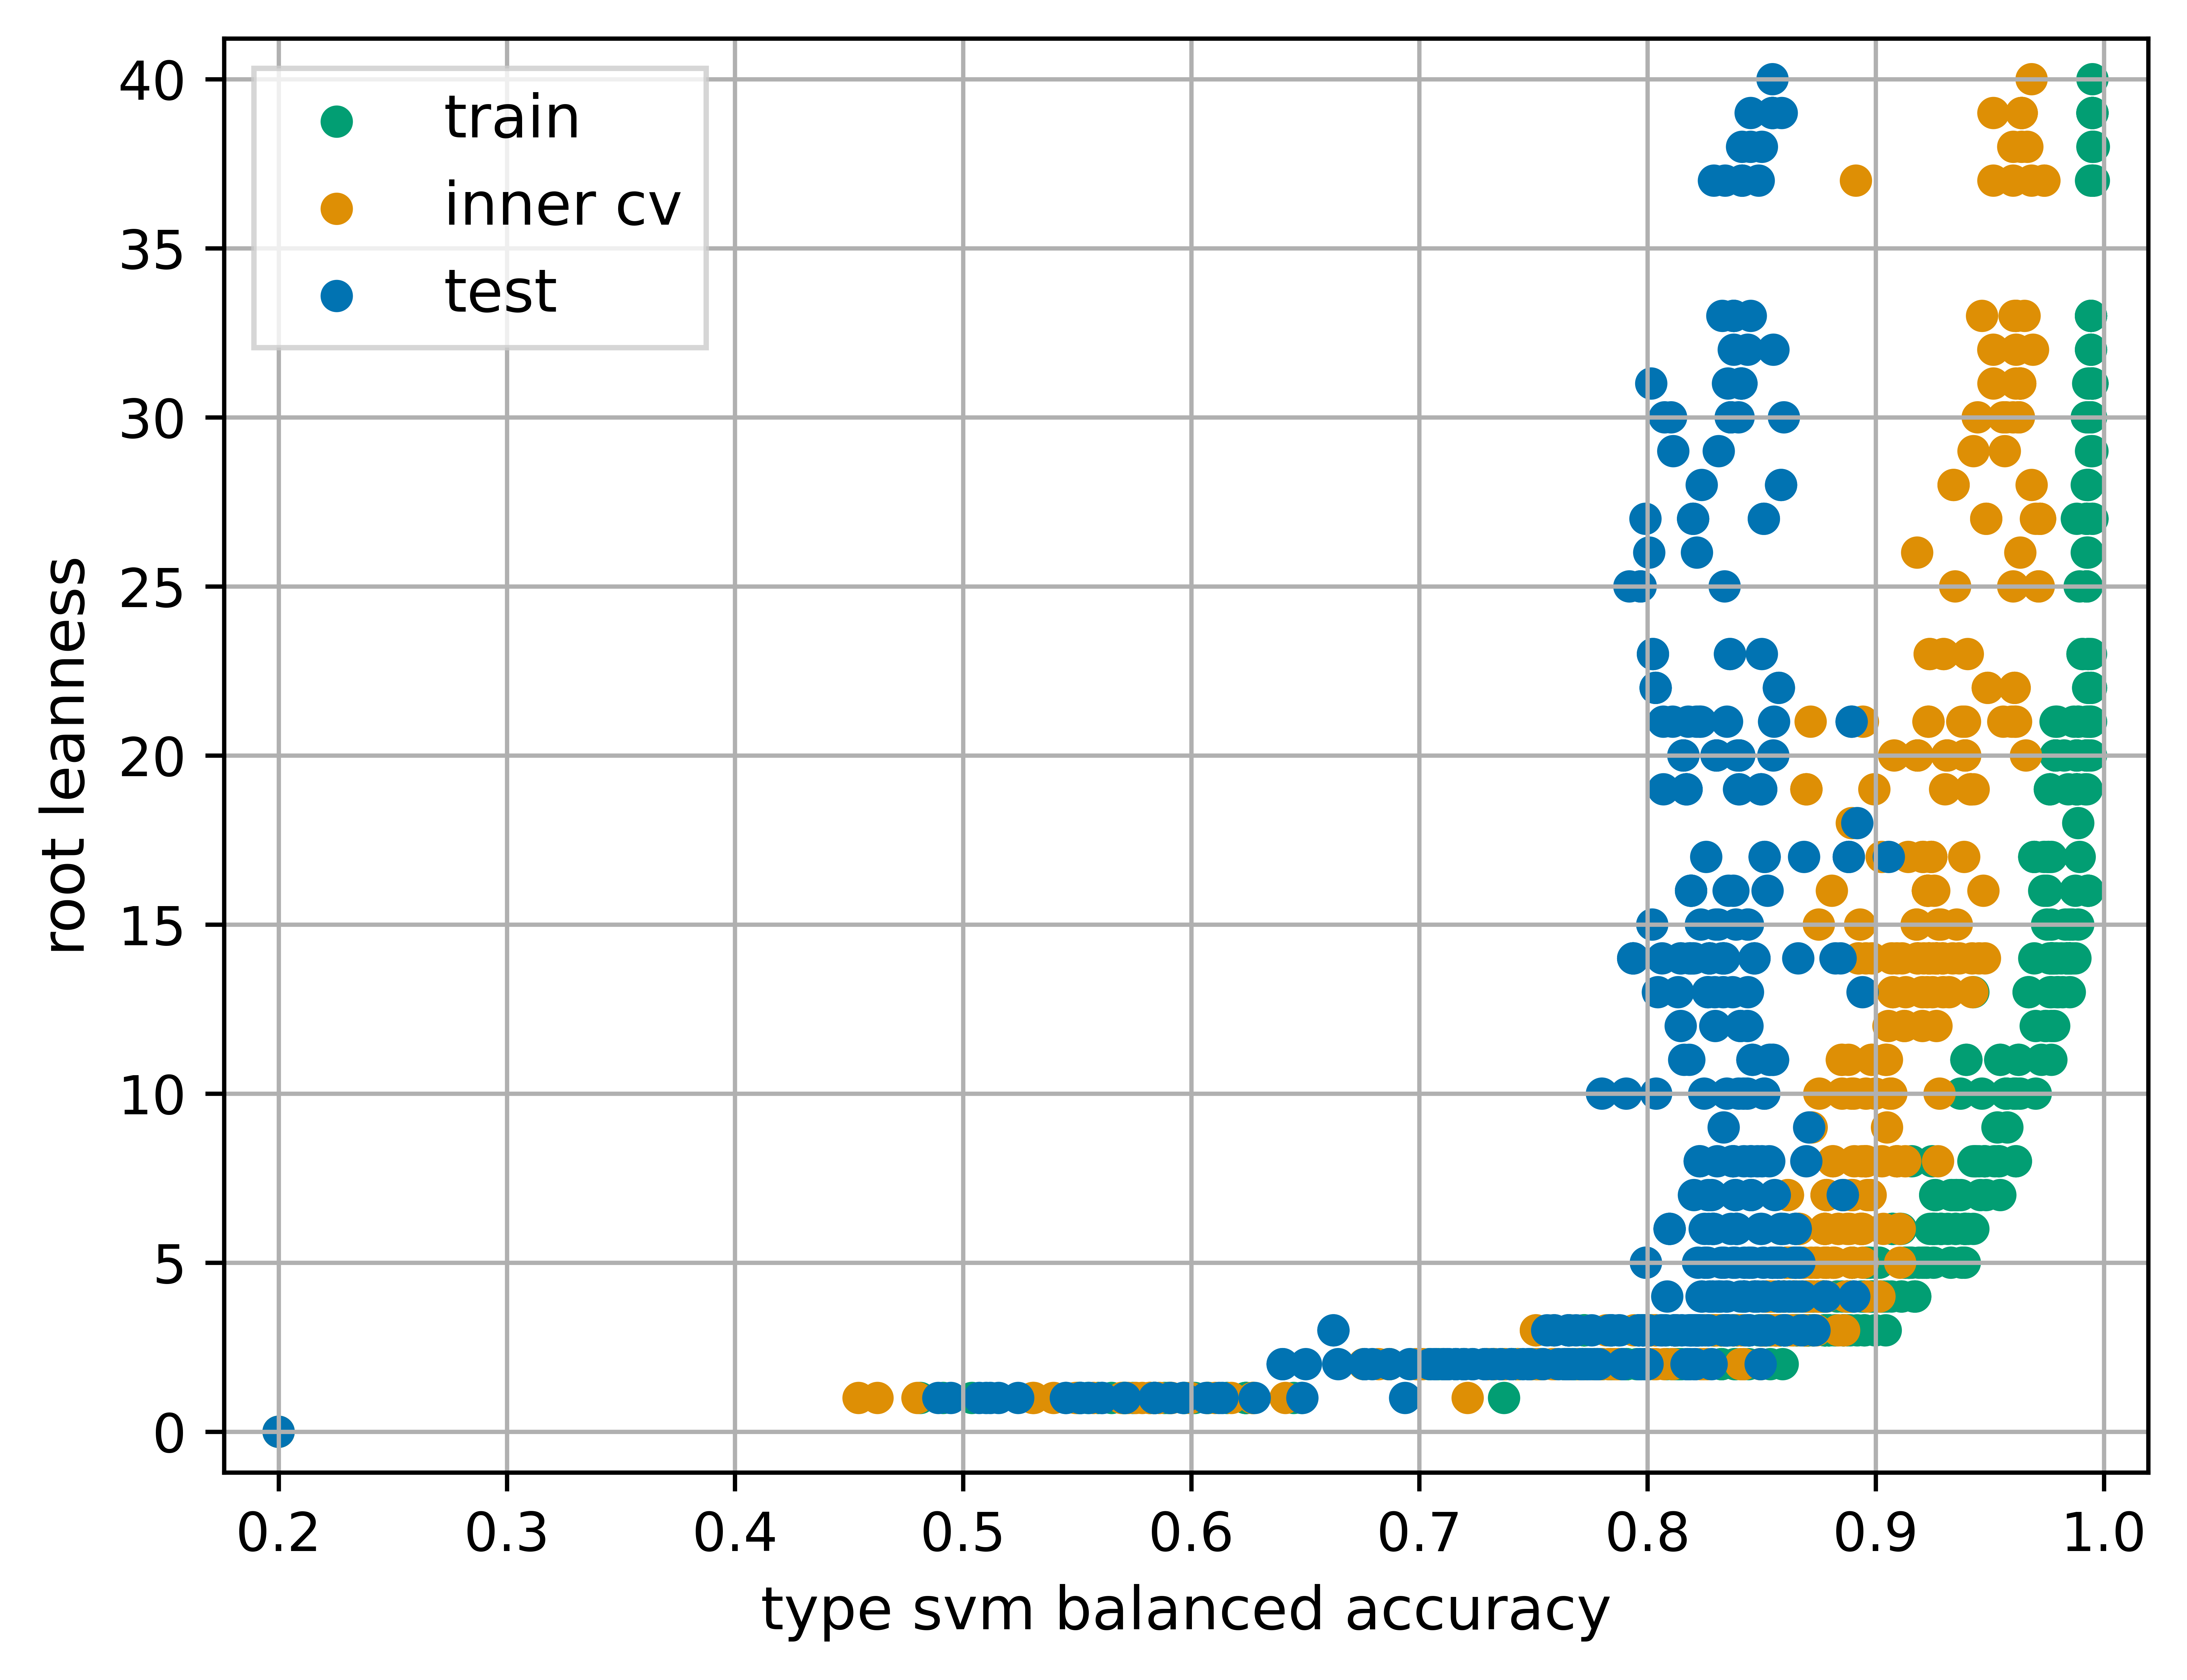 train
inner cv
test
40
35
30
25
20
15
10
5
0
root leanness
0.2 0.3 0.4 0.5 0.6 0.7 0.8 0.9 1.0
type svm balanced accuracy